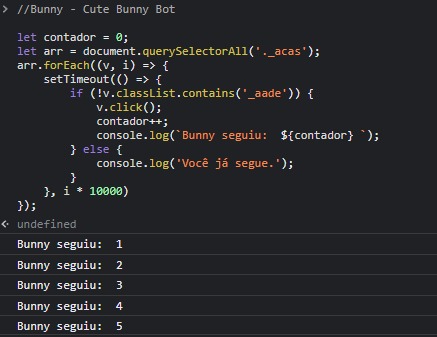 //Bunny - Cute Bunny Bot
let contador = 0;
let arr = document.querySelectorAll('._acas');
arr.forEach((v, i) => {
    setTimeout(() => {
        if (!v.classList.contains('_aade')) {
            v.click();
            contador++;
            console.log(`Bunny seguiu:  ${contador} `);
        } else {
            console.log('Você já segue.');
        }
    }, i * 10000)
});
undefined
Bunny seguiu:  1
Bunny seguiu:  2
Bunny seguiu:  3
Bunny seguiu:  4
Bunny seguiu:  5